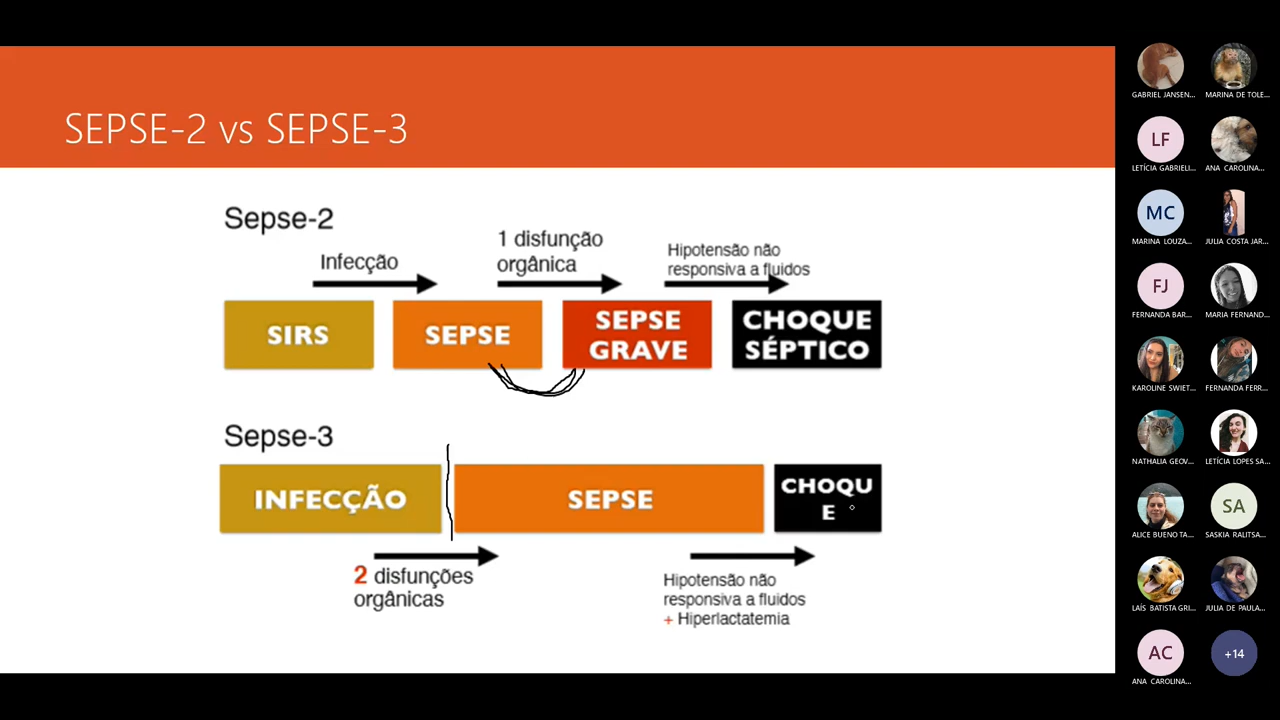 SEPSE-2 vs SEPSE-3
Sepse-2
Infecção
1 disfunção
orgânica
Hipotensão não
responsiva a fluidos
SIRS
SEPSE
SEPSE
GRAVE
CHOQUE
SÉPTICO
Sepse-3
INFECÇÃO
SEPSE
CHOQU
E
2 disfunções
orgânicas
Hipotensão não
responsiva a fluidos
+ Hiperlactatemia
GABRIEL JANSEN...
MARINA DE TOLE...
LF
LETÍCIA GABRIELI...
ANA CAROLINA...
MC
MARINA LOUZA...
JULIA COSTA JAR...
FJ
FERNANDA BAR...
MARIA FERNAND...
KAROLINE SWIET...
FERNANDA FERR...
NATHALIA GEOV...
LETÍCIA LOPES SA...
ALICE BUENO TA...
SA
SASKIA RALITSA...
LAÍS BATISTA GRI...
JULIA DE PAULA...
AC
ANA CAROLINA...
+14